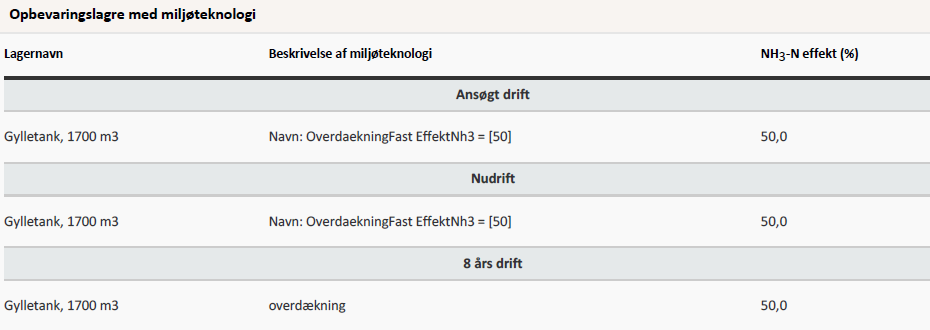 Opbevaringslagre med miljøteknologi
Lagernavn Beskrivelse af miljøteknologi NH3-N effekt (%)
Ansøgt drift
Gylletank, 1700 m3 Navn: OverdaekningFast EffektNh3 = [50] 50,0
Nudrift
Gylletank, 1700 m3 Navn: OverdaekningFast EffektNh3 = [50] 50,0
8 års drift
Gylletank, 1700 m3 overdækning 50,0